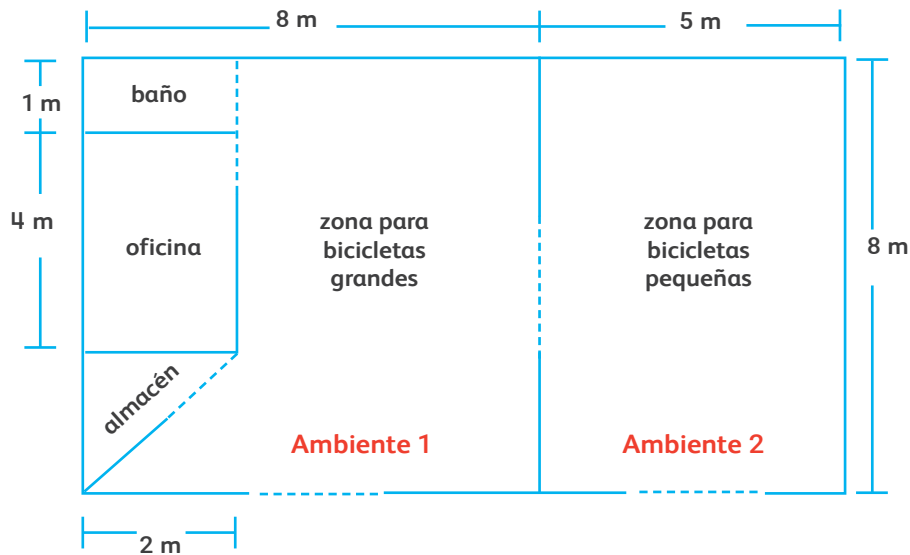 8 m
5 m
1 m
baño
4 m
oficina
zona para
bicicletas
grandes
zona para
bicicletas
pequeñas
8 m
almacén
Ambiente 1
Ambiente 2
2 m